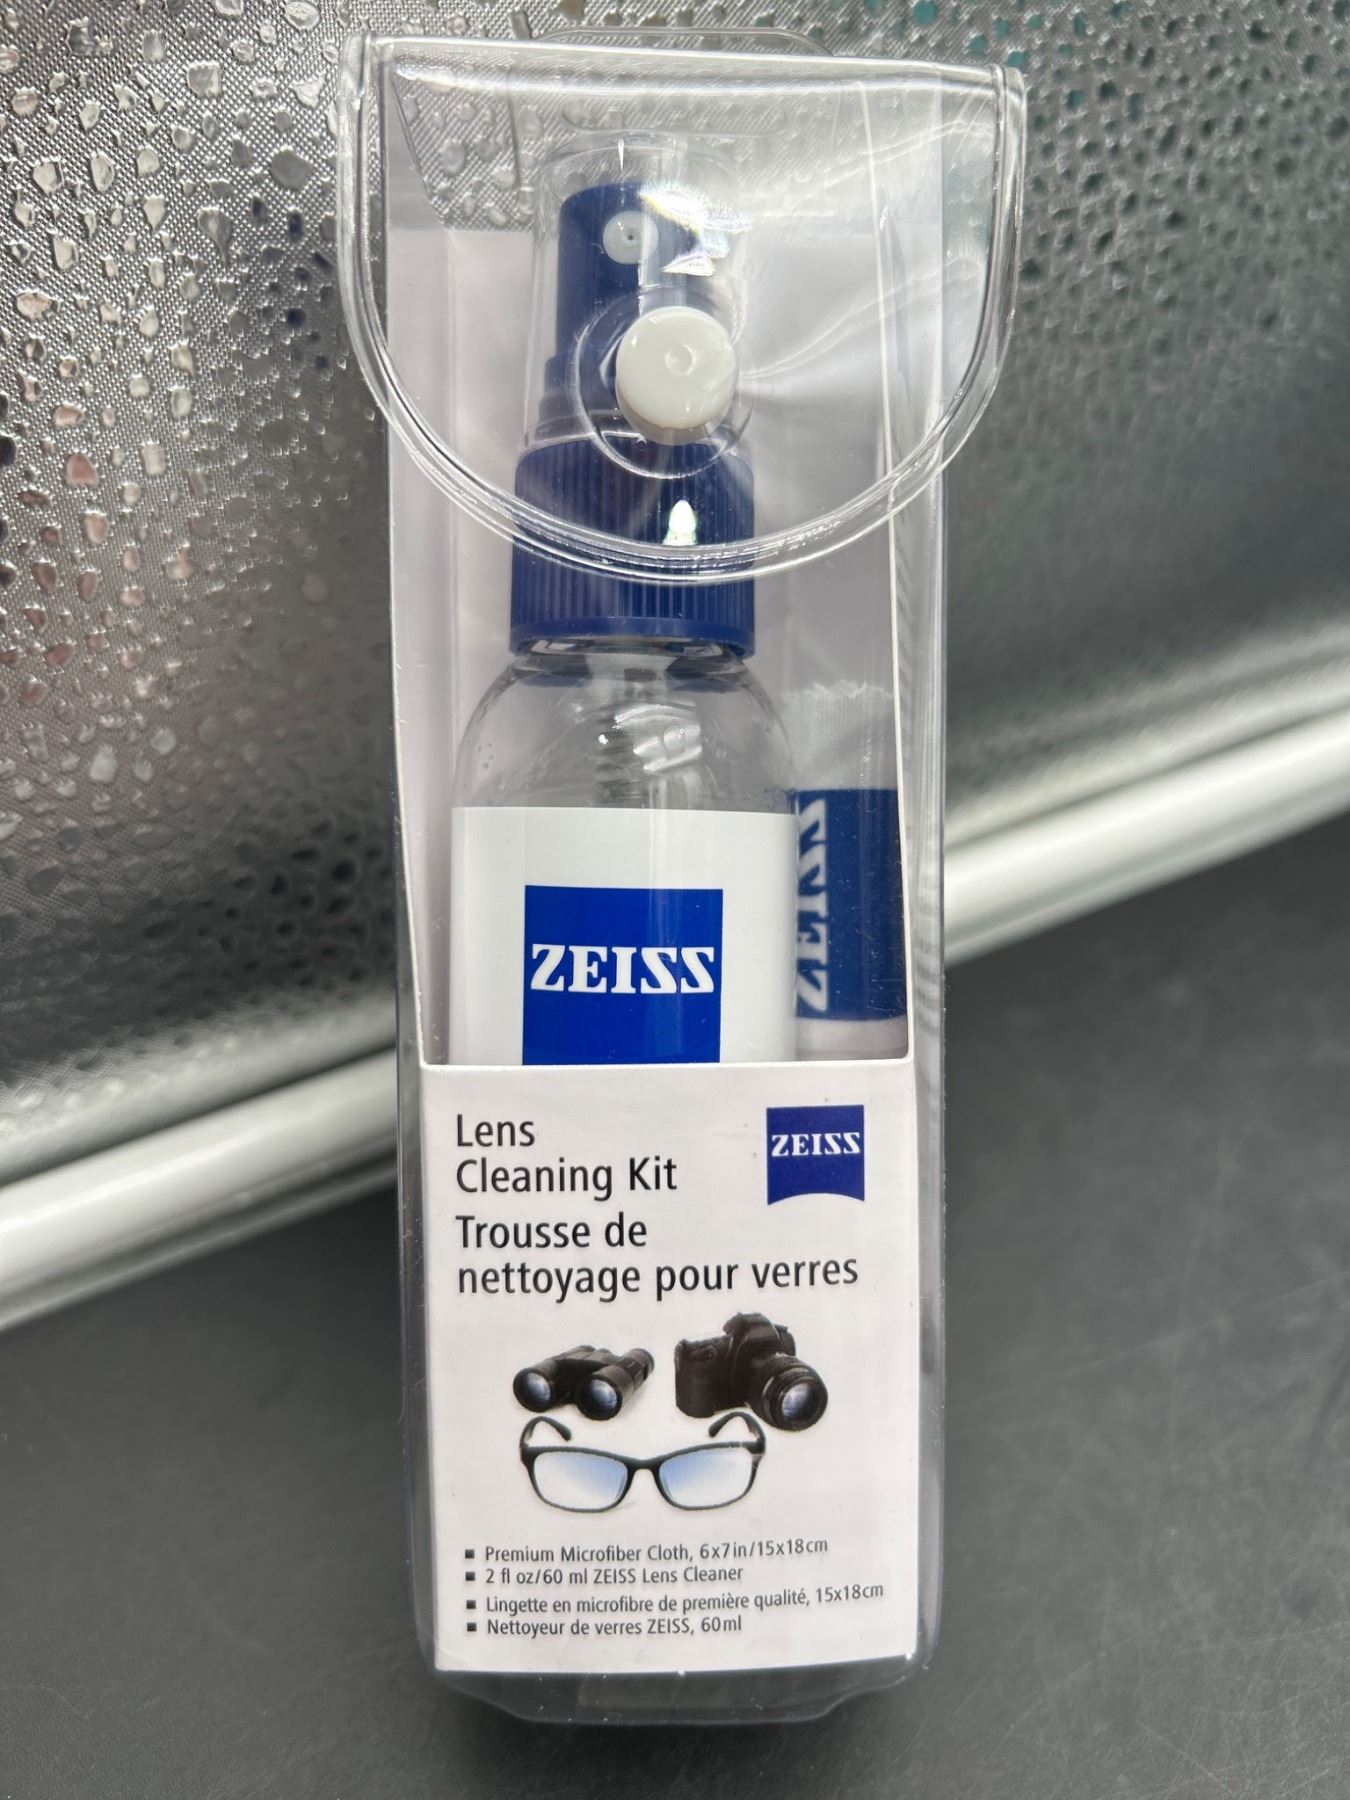 ZEISS
ZEISS
Lens
Cleaning Kit
ZEISS
Trousse de
nettoyage pour verres
▪ Premium Microfiber Cloth, 6x7in/15x18cm
▪ 2 fl oz/60 ml ZEISS Lens Cleaner
▪ Lingette en microfibre de première qualité, 15x18cm
▪ Nettoyeur de verres ZEISS, 60ml